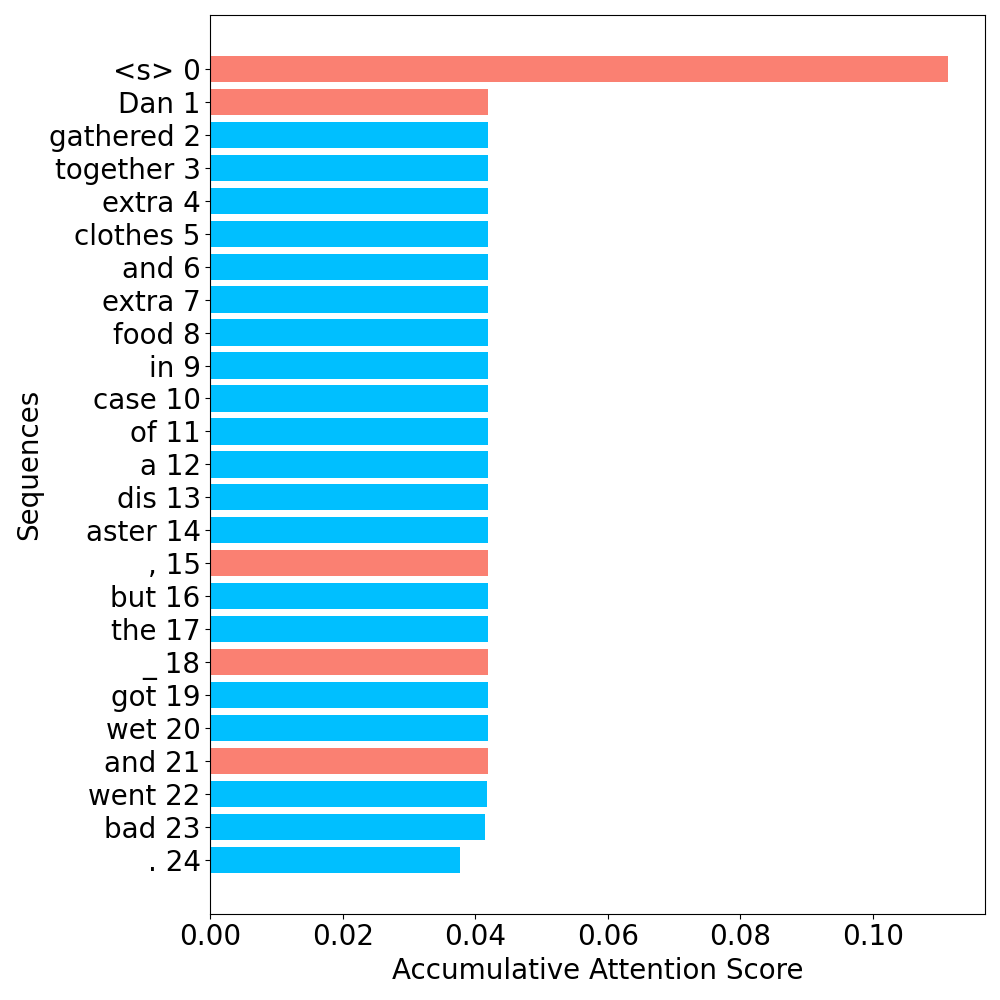 <s> 0
Dan 1
gathered 2
together 3
extra 4
clothes 5
and 6
extra 7
food 8
in 9
case 10
of 11
a 12
dis 13
aster 14
, 15
but 16
the 17
_ 18
got 19
wet 20
and 21
went 22
bad 23
. 24
Sequences
0.00 0.02 0.04 0.06 0.08 0.10
Accumulative Attention Score